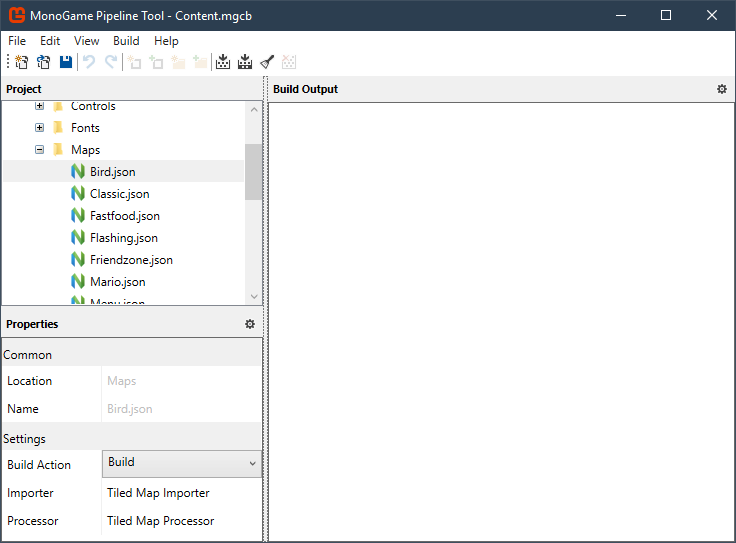 MonoGame Pipeline Tool - Content.mgcb
File Edit View Build Help
Project
Build Output
Controls
Fonts
Maps
Bird.json
Classic.json
Fastfood.json
Flashing.json
Friendzone.json
Mario.json
Menu.json
Properties
Common
Location Maps
Name Bird.json
Settings
Build Action Build
Importer Tiled Map Importer
Processor Tiled Map Processor